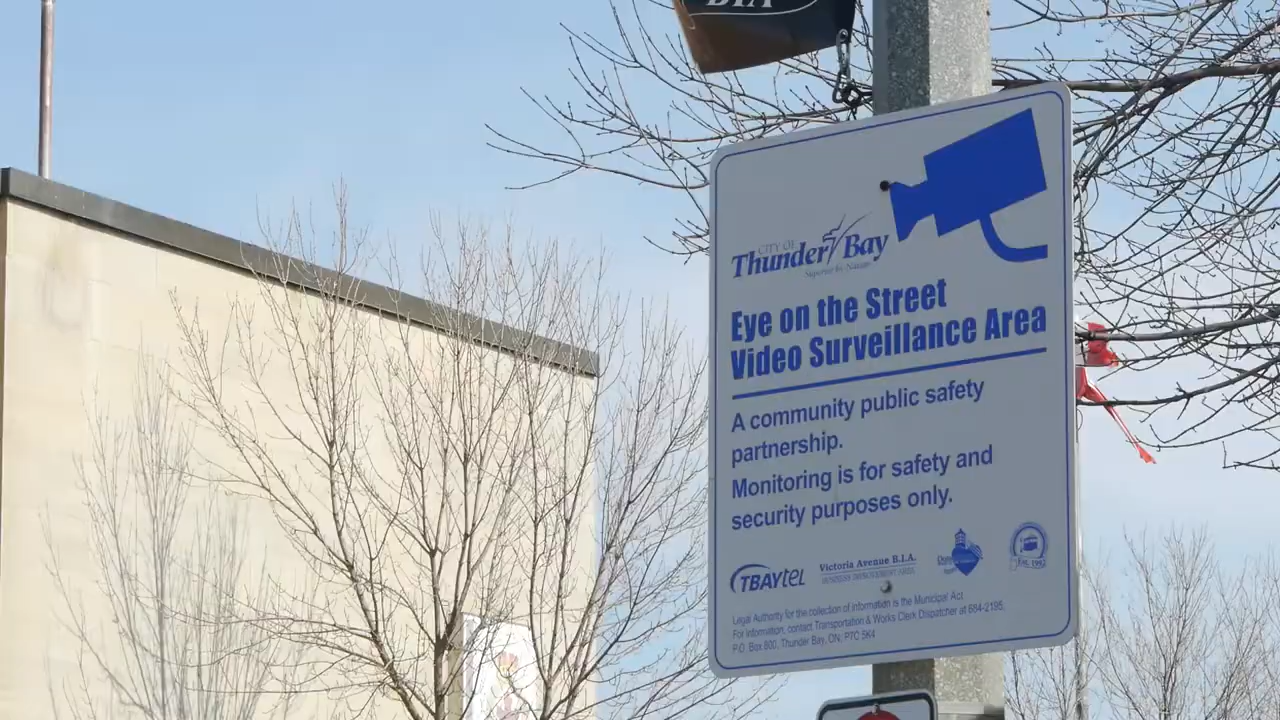 BIA
CITY OF
Thunder Bay
Superior by Nature
Eye on the Street
Video Surveillance Area
A community public safety
partnership.
Monitoring is for safety and
security purposes only.
TBAYTEL
Victoria Avenue B.I.A.
Legal Authority for the collection of information is the Municipal Act
For information, contact Transportation & Works Clerk Dispatcher at 684-2195,
P.O. Box 800, Thunder Bay, ON, P7C 5K4